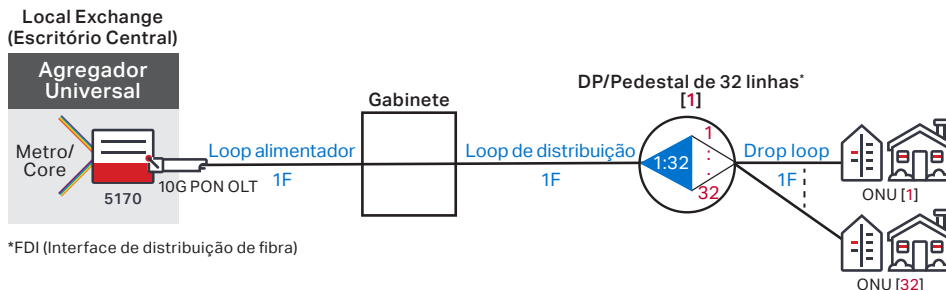 Local Exchange
(Escritório Central)
Agregador
Universal
Metro/
Core
5170
10G PON OLT
Loop alimentador
1F
Gabinete
Loop de distribuição
1F
DP/Pedestal de 32 linhas*
[1]
1:32
1
:
32
Drop loop
1F
ONU [1]
ONU [32]
*FDI (Interface de distribuição de fibra)